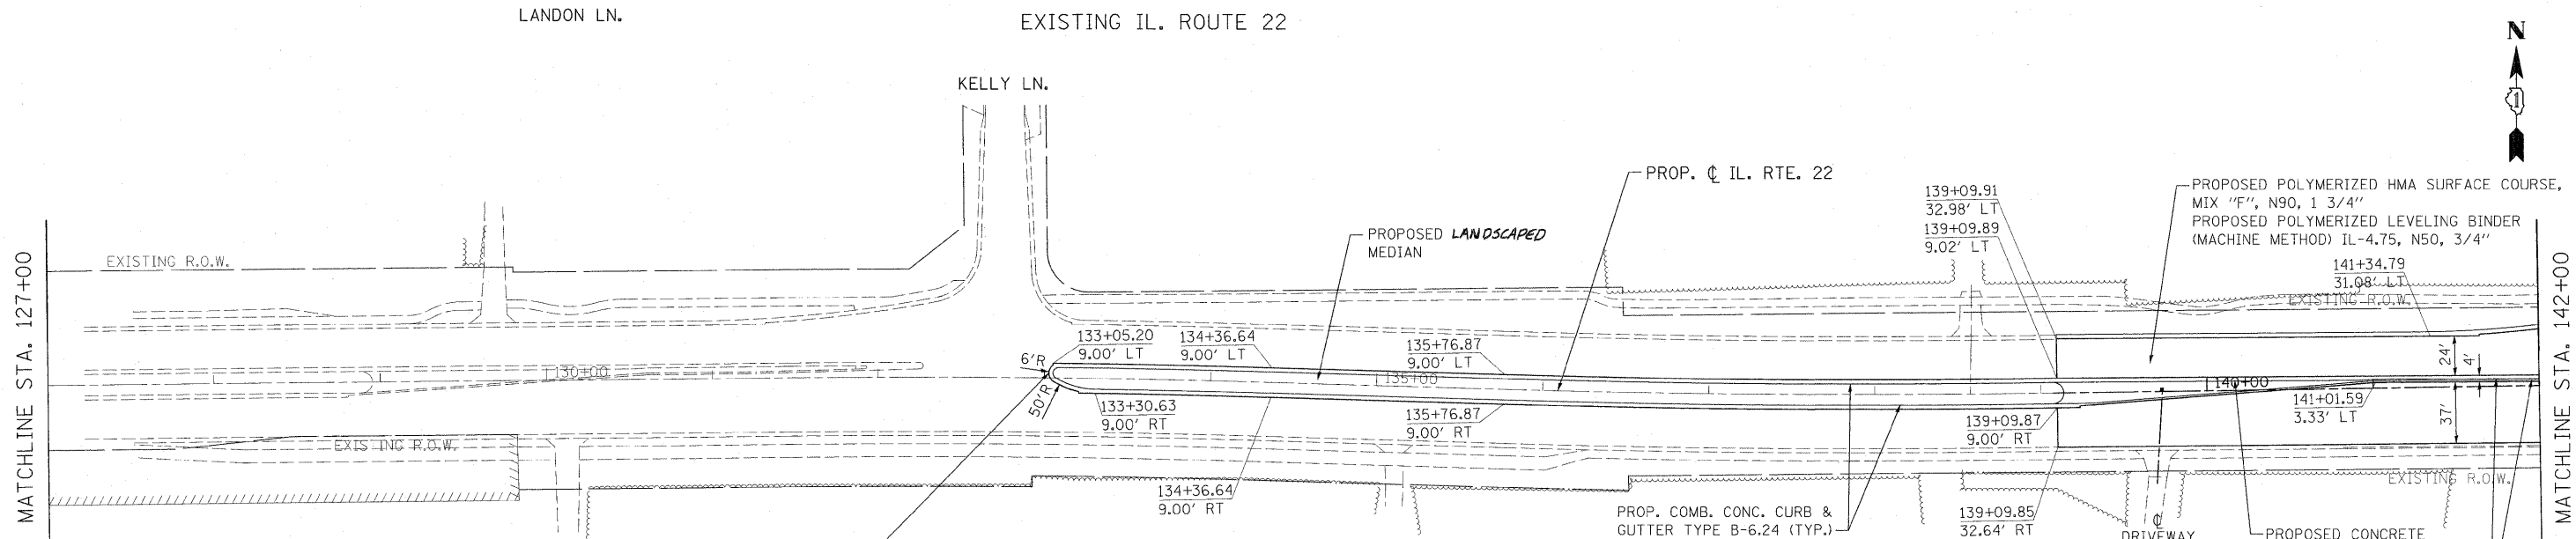 LANDON LN.
EXISTING IL. ROUTE 22
N
KELLY LN.
1
PROP. ℄ IL. RTE. 22
139+09.91
32.98' LT
139+09.89
9.02' LT
PROPOSED POLYMERIZED HMA SURFACE COURSE,
MIX "F", N90, 1 3/4"
PROPOSED POLYMERIZED LEVELING BINDER
(MACHINE METHOD) IL-4.75, N50, 3/4"
PROPOSED LANDSCAPED
MEDIAN
MATCHLINE STA. 127+00
EXISTING R.O.W.
141+34.79
31.08' LT
EXISTING R.O.W.
MATCHLINE STA. 142+00
133+05.20
9.00' LT
134+36.64
9.00' LT
135+76.87
9.00' LT
6'R
24'
4'
130+00
135+00
140+00
50'R
133+30.63
9.00' RT
135+76.87
9.00' RT
139+09.87
9.00' RT
141+01.59
3.33' LT
37'
EXISTING R.O.W.
EXISTING R.O.W.
134+36.64
9.00' RT
PROP. COMB. CONC. CURB &
GUTTER TYPE B-6.24 (TYP.)
139+09.85
32.64' RT
℄
DRIVEWAY
PROPOSED CONCRETE